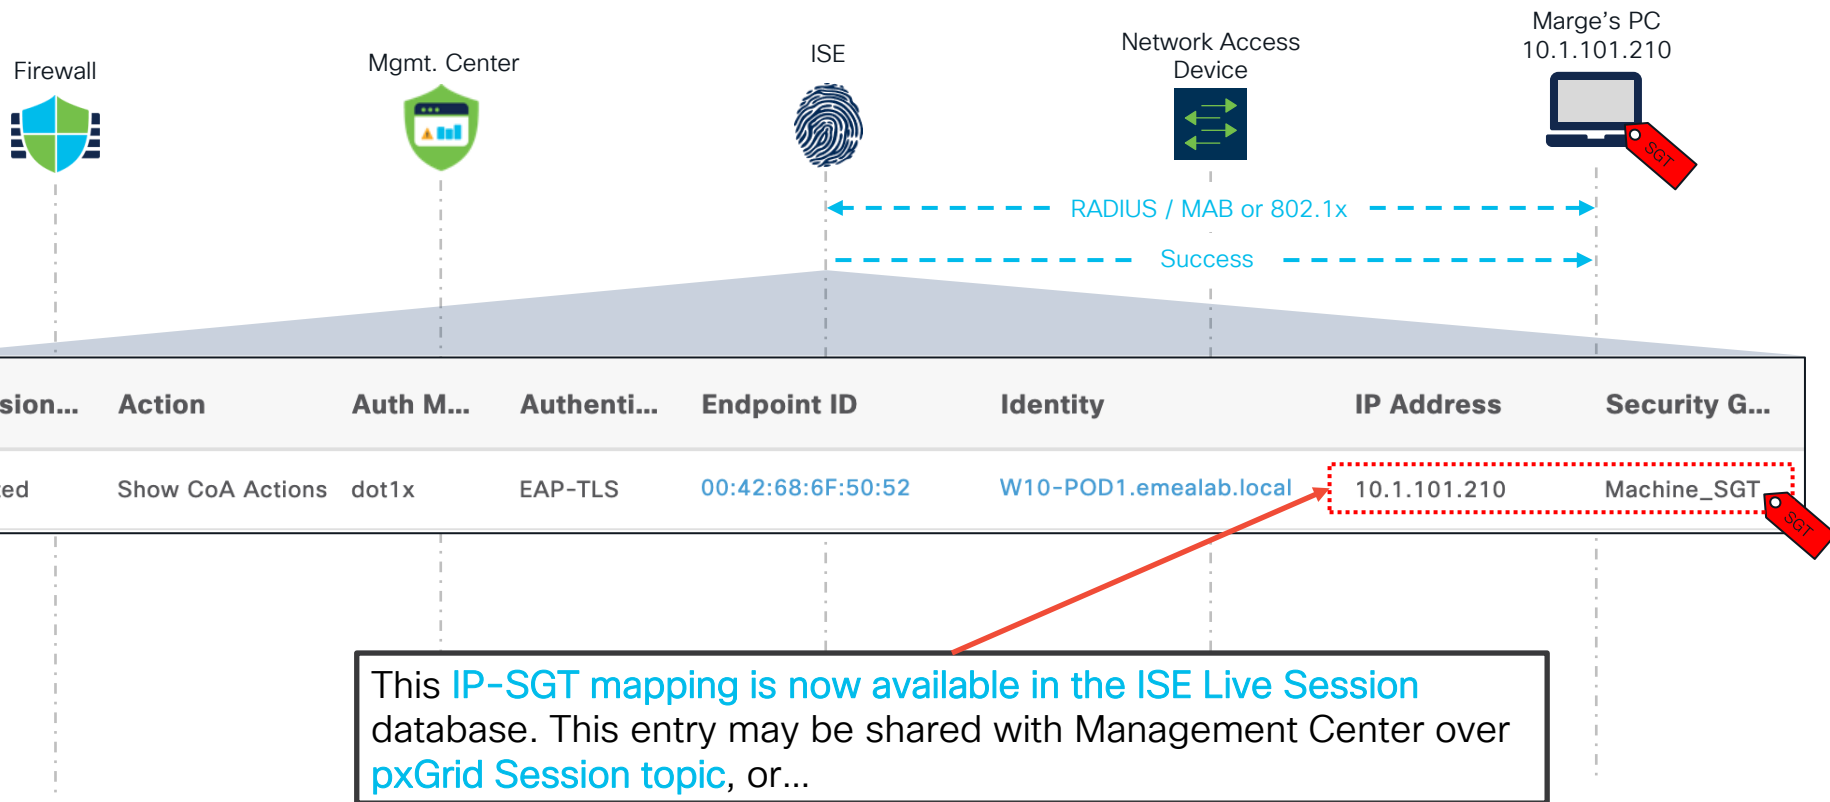 Marge's PC
10.1.101.210
Network Access
Device
ISE
Mgmt. Center
Firewall
SGT
RADIUS / MAB or 802.1x
Success
sion... Action Auth M... Authenti... Endpoint ID Identity IP Address Security G...
ed Show CoA Actions dot1x EAP-TLS 00:42:68:6F:50:52 W10-POD1.emealab.local 10.1.101.210 Machine_SGT
SGT
This IP-SGT mapping is now available in the ISE Live Session
database. This entry may be shared with Management Center over
pxGrid Session topic, or...